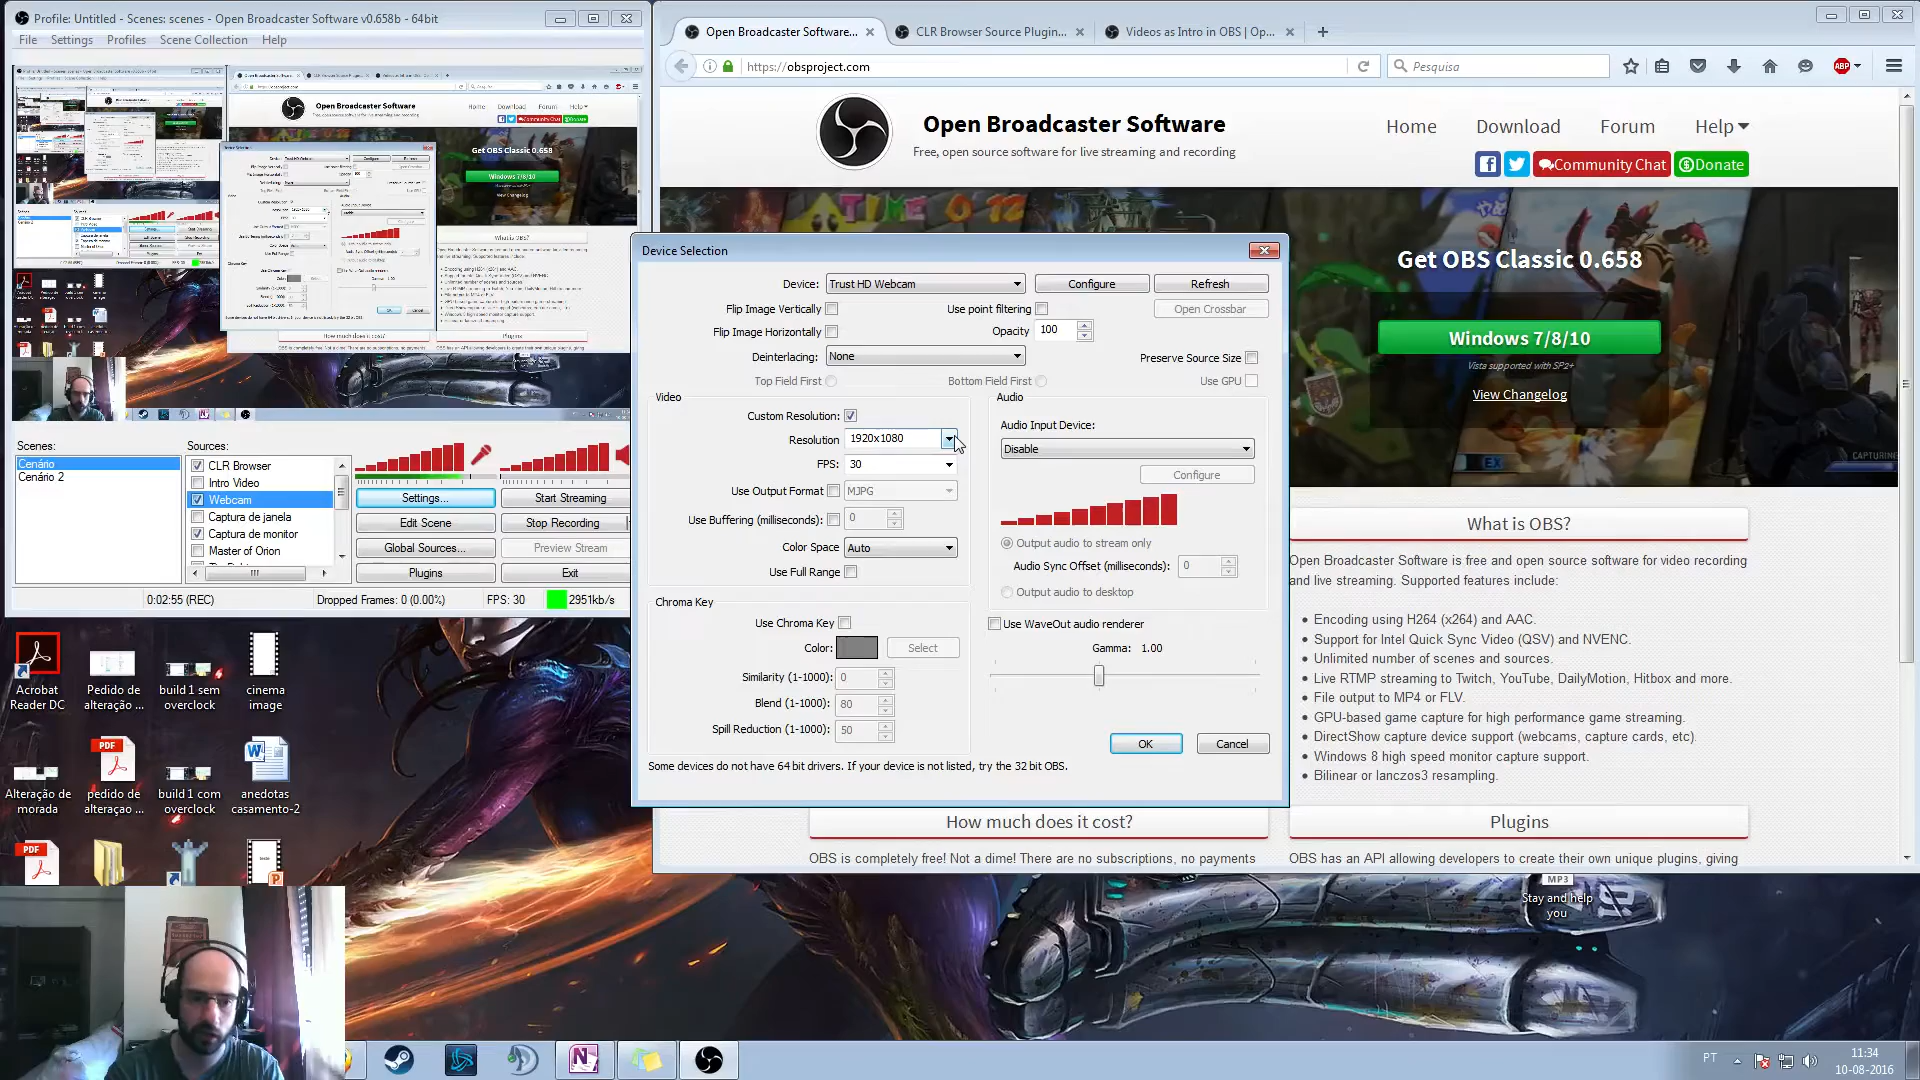 Profile: Untitled - Scenes: scenes - Open Broadcaster Software v0.658b - 64bit
File Settings Profiles Scene Collection Help
Scenes:
Cenário
Cenário 2
Sources:
CLR Browser
Intro Video
Webcam
Captura de janela
Captura de monitor
Master of Orion
Settings...
Start Streaming
Edit Scene
Stop Recording
Global Sources...
Preview Stream
Plugins
Exit
0:02:55 (REC)
Dropped Frames: 0 (0.00%)
FPS: 30
2951kb/s
Open Broadcaster Software...
CLR Browser Source Plugin...
Videos as Intro in OBS | Op...
https://obsproject.com
Pesquisa
ABP
Open Broadcaster Software
Free, open source software for live streaming and recording
Home
Download
Forum
Help
Community Chat
Donate
Get OBS Classic 0.658
Windows 7/8/10
Vista supported with SP2+
View Changelog
CAPTURING
EX
What is OBS?
Open Broadcaster Software is free and open source software for video recording
and live streaming. Supported features include:
Encoding using H264 (x264) and AAC.
Support for Intel Quick Sync Video (QSV) and NVENC.
Unlimited number of scenes and sources.
Live RTMP streaming to Twitch, YouTube, DailyMotion, Hitbox and more.
File output to MP4 or FLV.
GPU-based game capture for high performance game streaming.
DirectShow capture device support (webcams, capture cards, etc).
Windows 8 high speed monitor capture support.
Bilinear or lanczos3 resampling.
How much does it cost?
Plugins
OBS is completely free! Not a dime! There are no subscriptions, no payments
OBS has an API allowing developers to create their own unique plugins, giving
Device Selection
Device: Trust HD Webcam
Configure
Refresh
Flip Image Vertically
Use point filtering
Open Crossbar
Flip Image Horizontally
Opacity 100
Deinterlacing: None
Preserve Source Size
Top Field First
Bottom Field First
Use GPU
Video
Custom Resolution:
Resolution 1920x1080
FPS: 30
Use Output Format MJPG
Use Buffering (milliseconds): 0
Color Space Auto
Use Full Range
Audio
Audio Input Device:
Disable
Configure
Output audio to stream only
Audio Sync Offset (milliseconds): 0
Output audio to desktop
Use WaveOut audio renderer
Gamma: 1.00
Chroma Key
Use Chroma Key
Color:
Select
Similarity (1-1000): 0
Blend (1-1000): 80
Spill Reduction (1-1000): 50
OK
Cancel
Some devices do not have 64 bit drivers. If your device is not listed, try the 32 bit OBS.
Acrobat
Reader DC
Pedido de
alteração ...
build 1 sem
overclock
cinema
image
Alteração de
morada
PDF
pedido de
alteraçao ...
build 1 com
overclock
anedotas
casamento-2
PDF
MP3
Stay and help
you
PT
11:34
10-08-2016